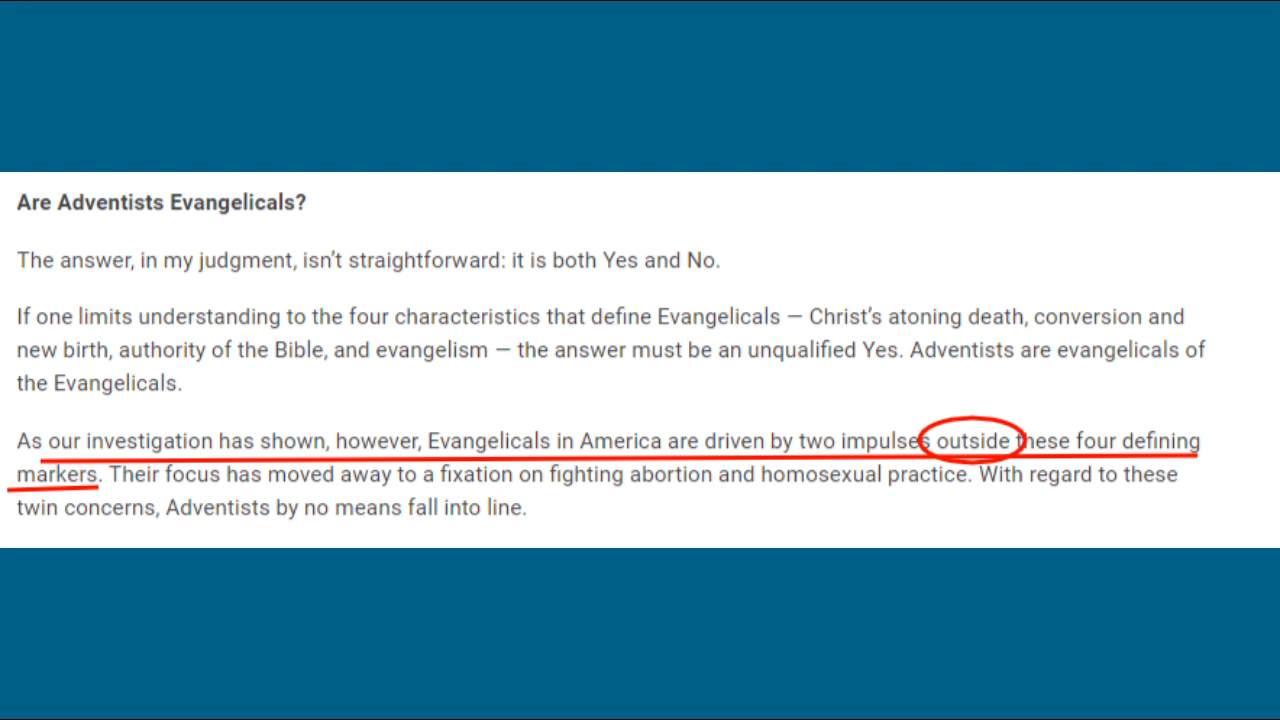 Are Adventists Evangelicals?
The answer, in my judgment, isn’t straightforward: it is both Yes and No.
If one limits understanding to the four characteristics that define Evangelicals — Christ’s atoning death, conversion and
new birth, authority of the Bible, and evangelism — the answer must be an unqualified Yes. Adventists are evangelicals of
the Evangelicals.
As our investigation has shown, however, Evangelicals in America are driven by two impulses outside these four defining
markers. Their focus has moved away to a fixation on fighting abortion and homosexual practice. With regard to these
twin concerns, Adventists by no means fall into line.